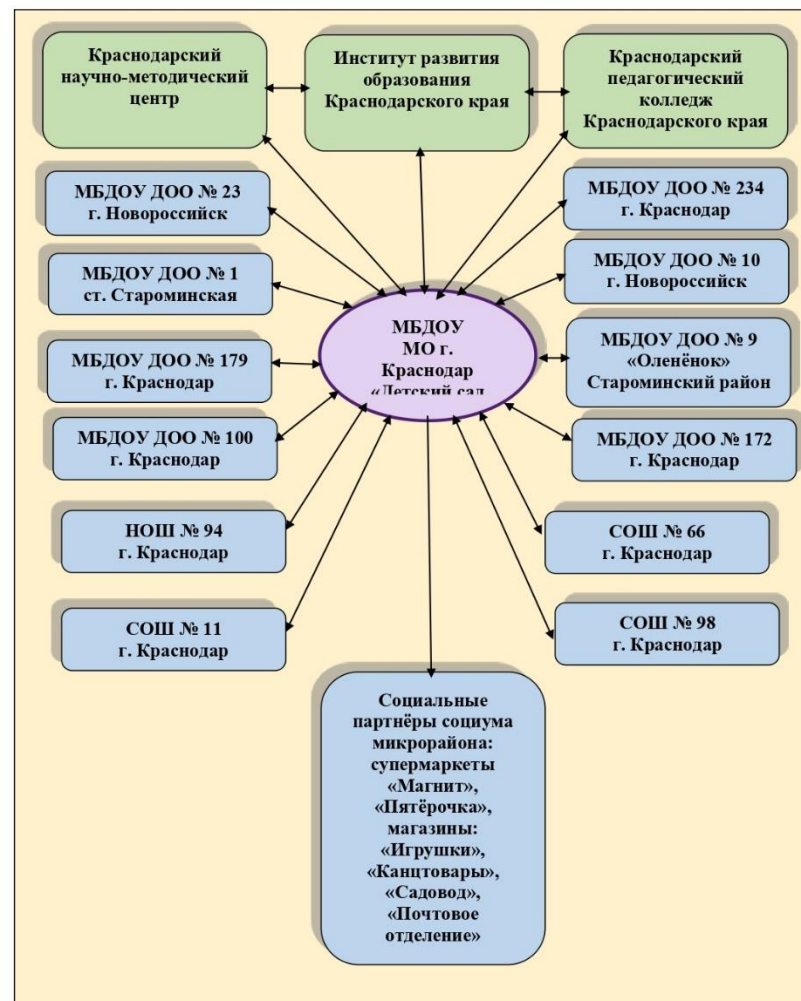 Краснодарский
научно-методический
центр
Институт развития
образования
Краснодарского края
Краснодарский
педагогический
колледж
Краснодарского края
МБДОУ ДОО № 23
г. Новороссийск
МБДОУ ДОО № 234
г. Краснодар
МБДОУ ДОО № 1
ст. Староминская
МБДОУ ДОО № 10
г. Новороссийск
МБДОУ
МО г.
Краснодар
«Детский сад
МБДОУ ДОО № 179
г. Краснодар
МБДОУ ДОО № 9
«Оленёнок»
Староминский район
МБДОУ ДОО № 100
г. Краснодар
МБДОУ ДОО № 172
г. Краснодар
НОШ № 94
г. Краснодар
СОШ № 66
г. Краснодар
СОШ № 11
г. Краснодар
СОШ № 98
г. Краснодар
Социальные
партнёры социума
микрорайона:
супермаркеты
«Магнит»,
«Пятёрочка»,
магазины:
«Игрушки»,
«Канцтовары»,
«Садовод»,
«Почтовое
отделение»